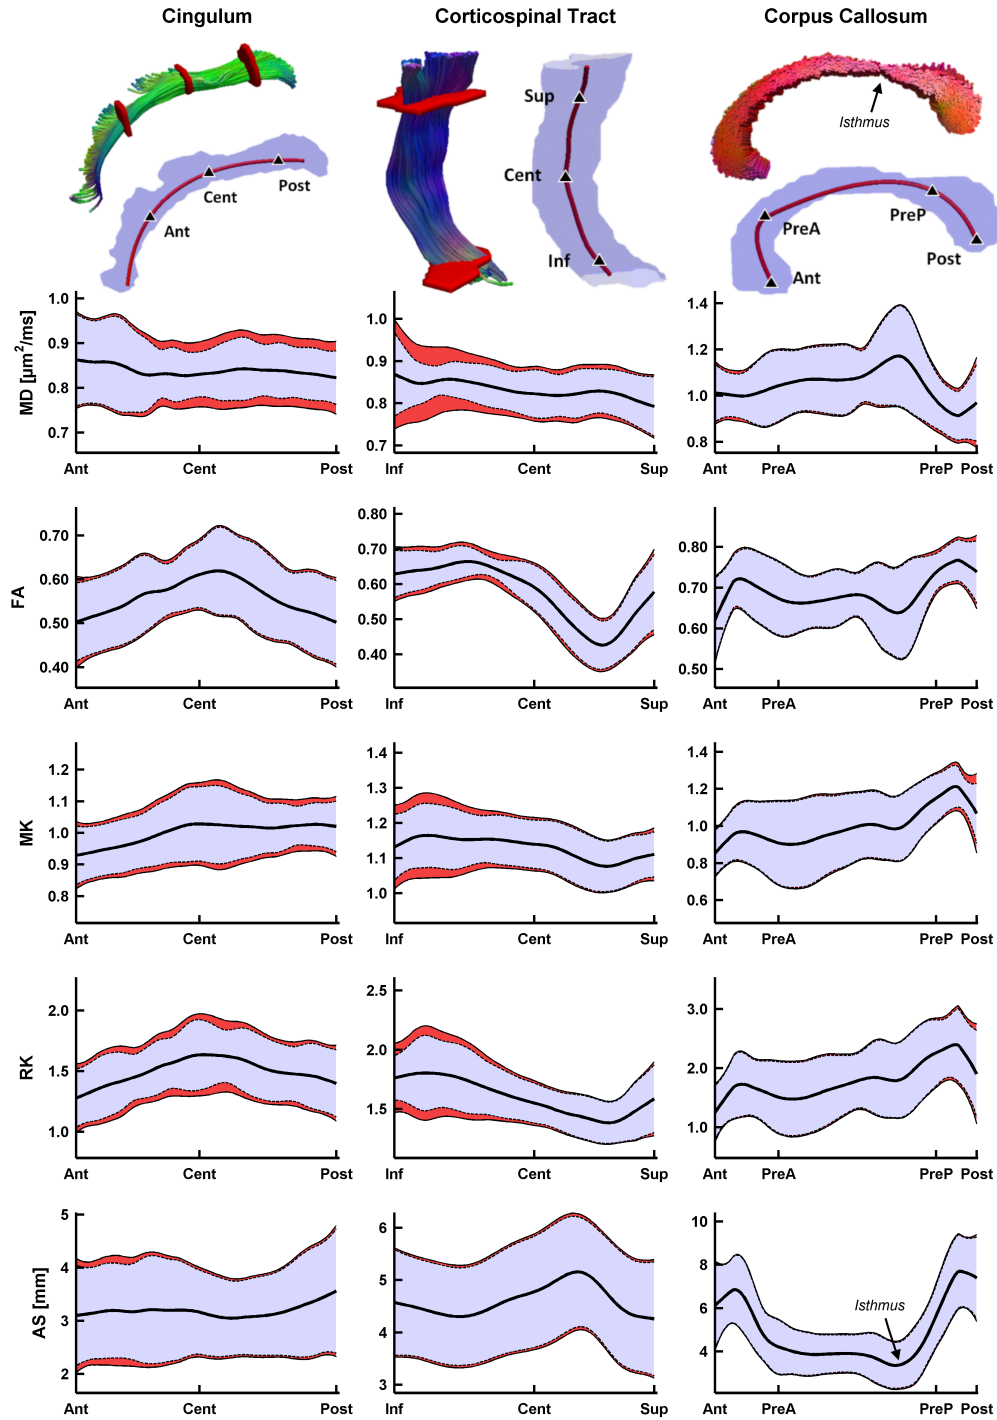 Cingulum
Corticospinal Tract
Corpus Callosum
Ant
Cent
Post
Sup
Cent
Inf
Isthmus
PreA
PreP
Ant
Post
MD [µm²/ms]
1.0
0.9
0.8
0.7
Ant Cent Post
1.0
0.9
0.8
0.7
Inf Cent Sup
1.4
1.2
1.0
0.8
Ant PreA PreP Post
FA
0.70
0.60
0.50
0.40
Ant Cent Post
0.80
0.70
0.60
0.50
0.40
Inf Cent Sup
0.80
0.70
0.60
0.50
Ant PreA PreP Post
MK
1.2
1.1
1.0
0.9
0.8
Ant Cent Post
1.4
1.3
1.2
1.1
1.0
Inf Cent Sup
1.4
1.2
1.0
0.8
0.6
Ant PreA PreP Post
RK
2.0
1.5
1.0
Ant Cent Post
2.5
2.0
1.5
Inf Cent Sup
3.0
2.0
1.0
Ant PreA PreP Post
AS [mm]
5
4
3
2
Ant Cent Post
6
5
4
3
Inf Cent Sup
10
8
6
4
Isthmus
Ant PreA PreP Post